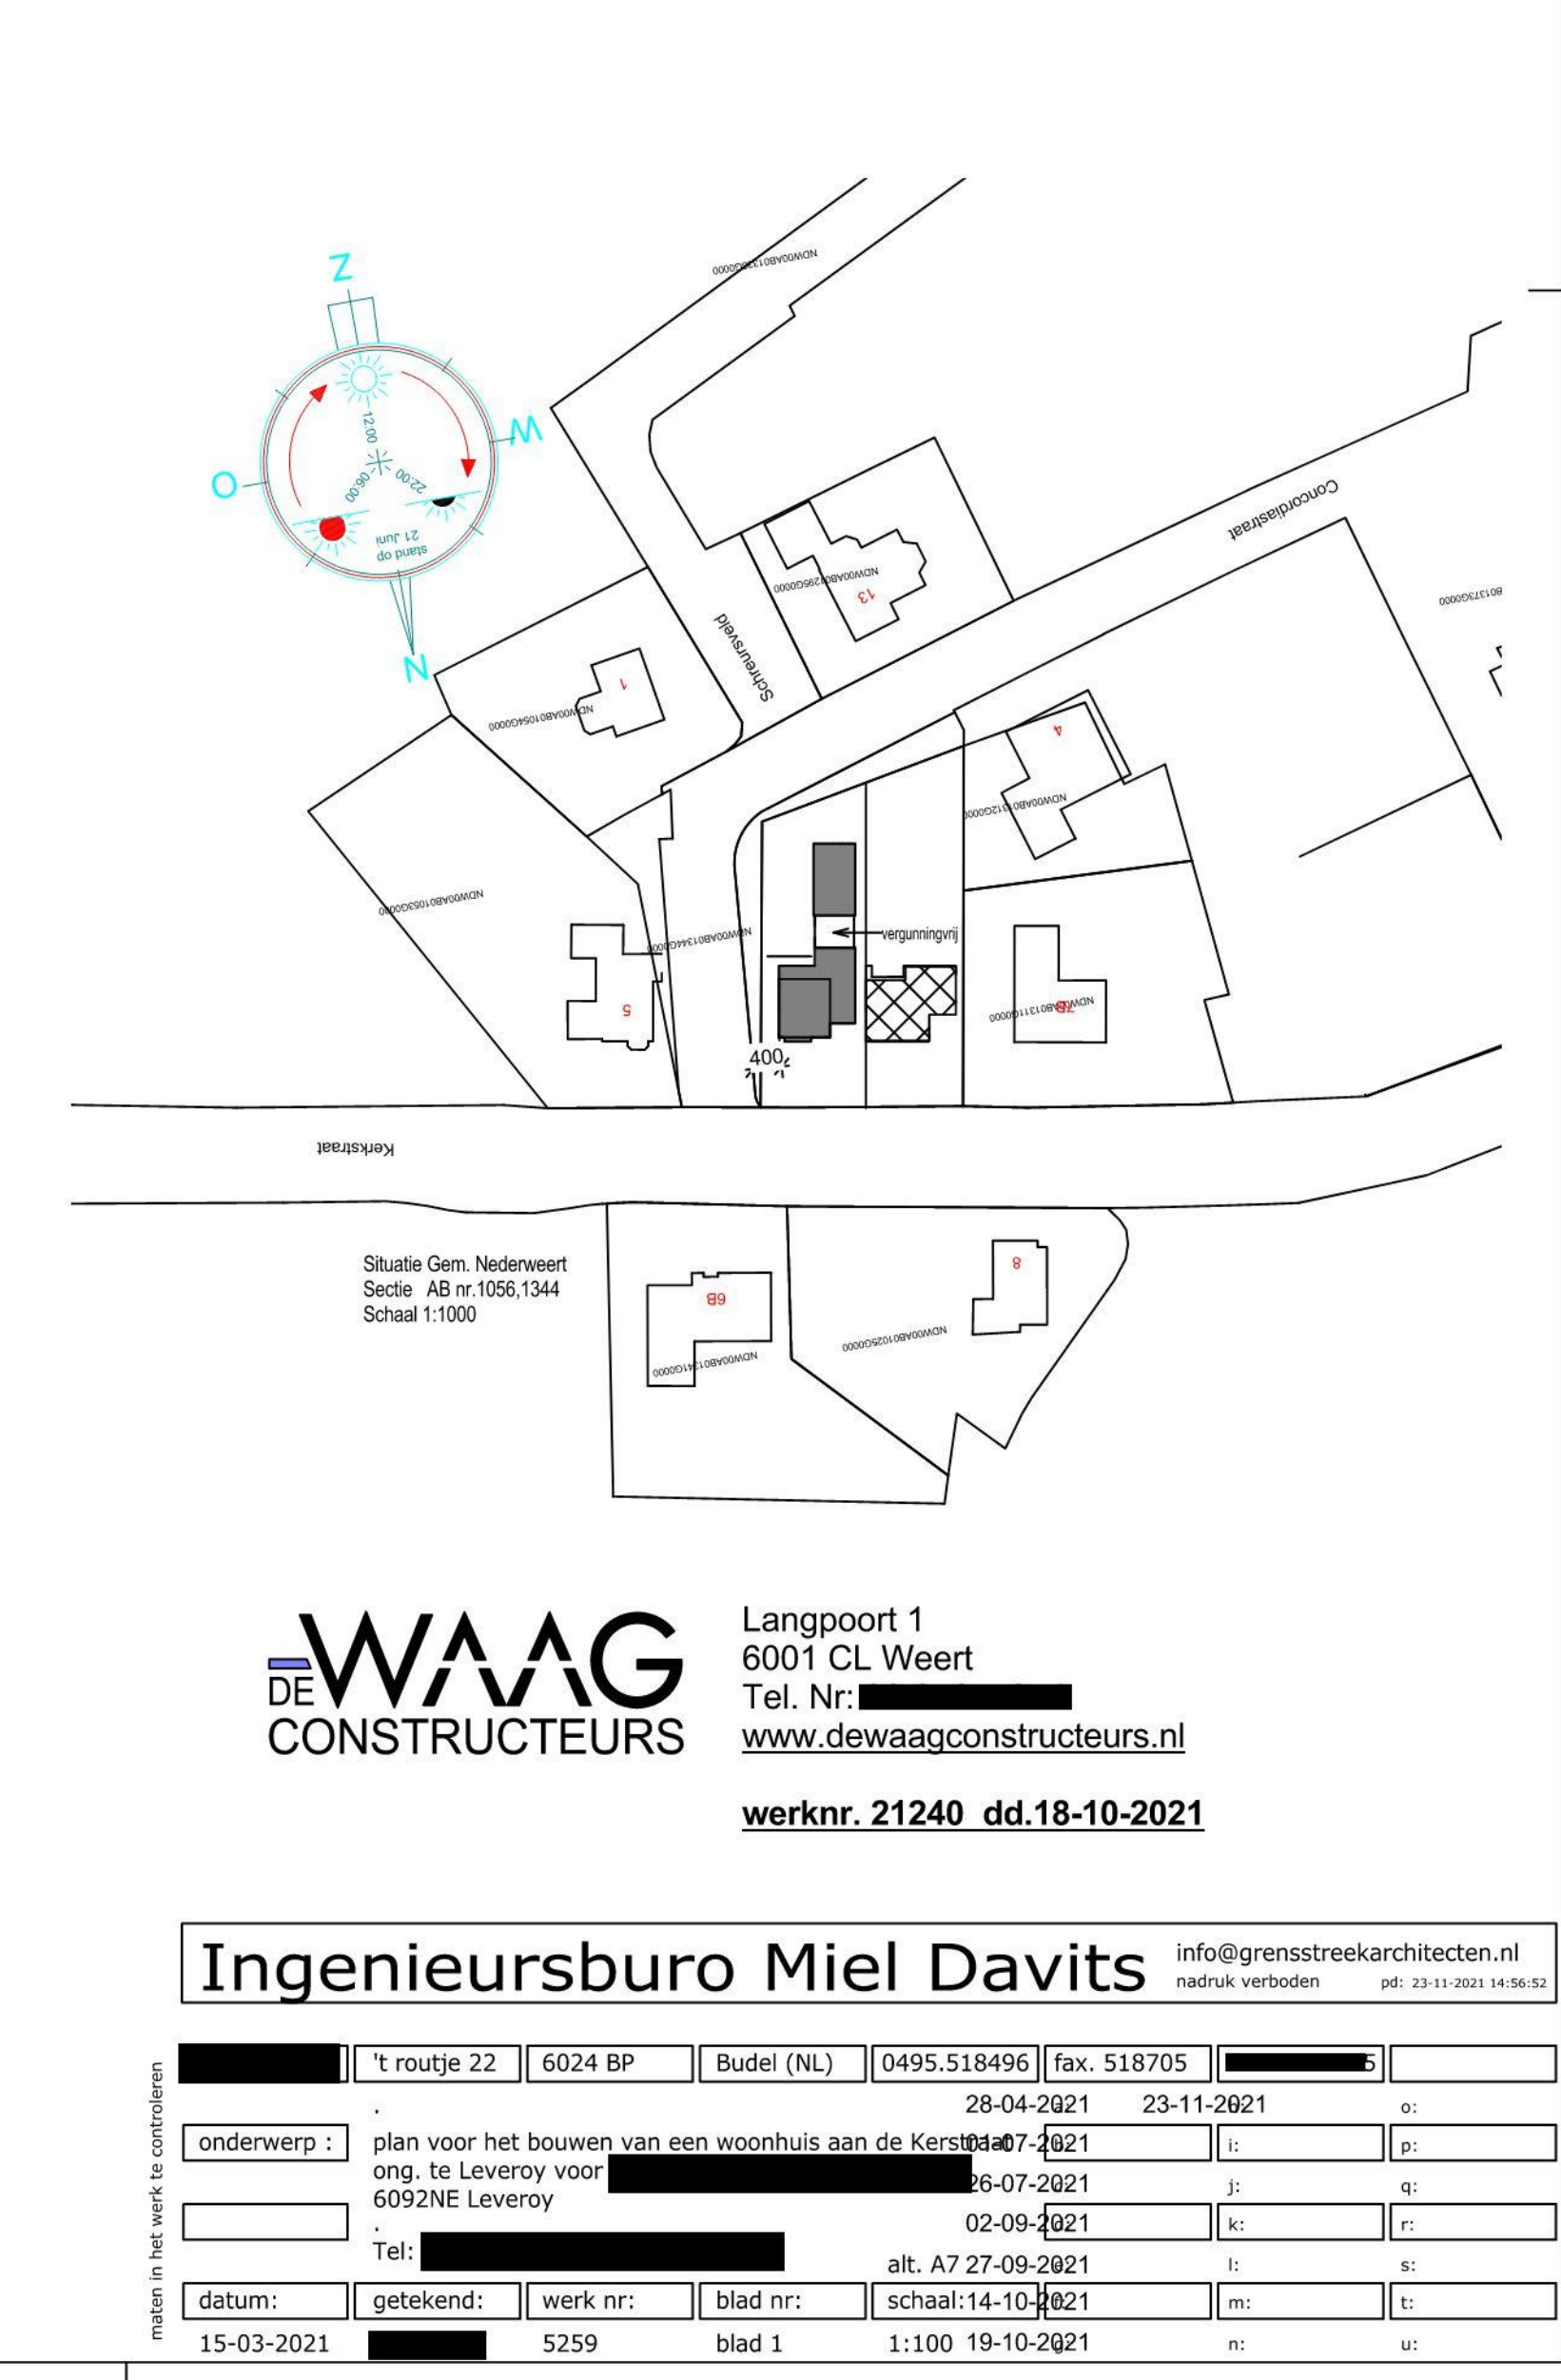 NDW00AB01338G0000
Z
W
O
N
12:00
06:00
22:00
stand op
21 Juni
Concordiastraat
Schreursveld
NDW00AB01295G0000
13
NDW00AB01054G0000
1
4
NDW00AB01312G0000
NDW00AB01053G0000
NDW00AB01344G0000
vergunningvrij
5
NDW00AB01311G0000
7B
400
Kerkstraat
Situatie Gem. Nederweert
Sectie AB nr.1056,1344
Schaal 1:1000
6B
8
NDW00AB01341G0000
NDW00AB01025G0000
DE WAAG
CONSTRUCTEURS
Langpoort 1
6001 CL Weert
Tel. Nr:
www.dewaagconstructeurs.nl
werknr. 21240 dd.18-10-2021
Ingenieursburo Miel Davits
info@grensstreekarchitecten.nl
nadruk verboden pd: 23-11-2021 14:56:52
maten in het werk te controleren
't routje 22 6024 BP Budel (NL) 0495.518496 fax. 518705 5
. 28-04-2021 23-11-2021 o:
onderwerp : plan voor het bouwen van een woonhuis aan de Kerstraat 01-07-2021 i: p:
ong. te Leveroy voor 26-07-2021 j: q:
6092NE Leveroy
. 02-09-2021 k: r:
Tel: alt. A7 27-09-2021 l: s:
datum: getekend: werk nr: blad nr: schaal: 14-10-2021 m: t:
15-03-2021 5259 blad 1 1:100 19-10-2021 n: u: